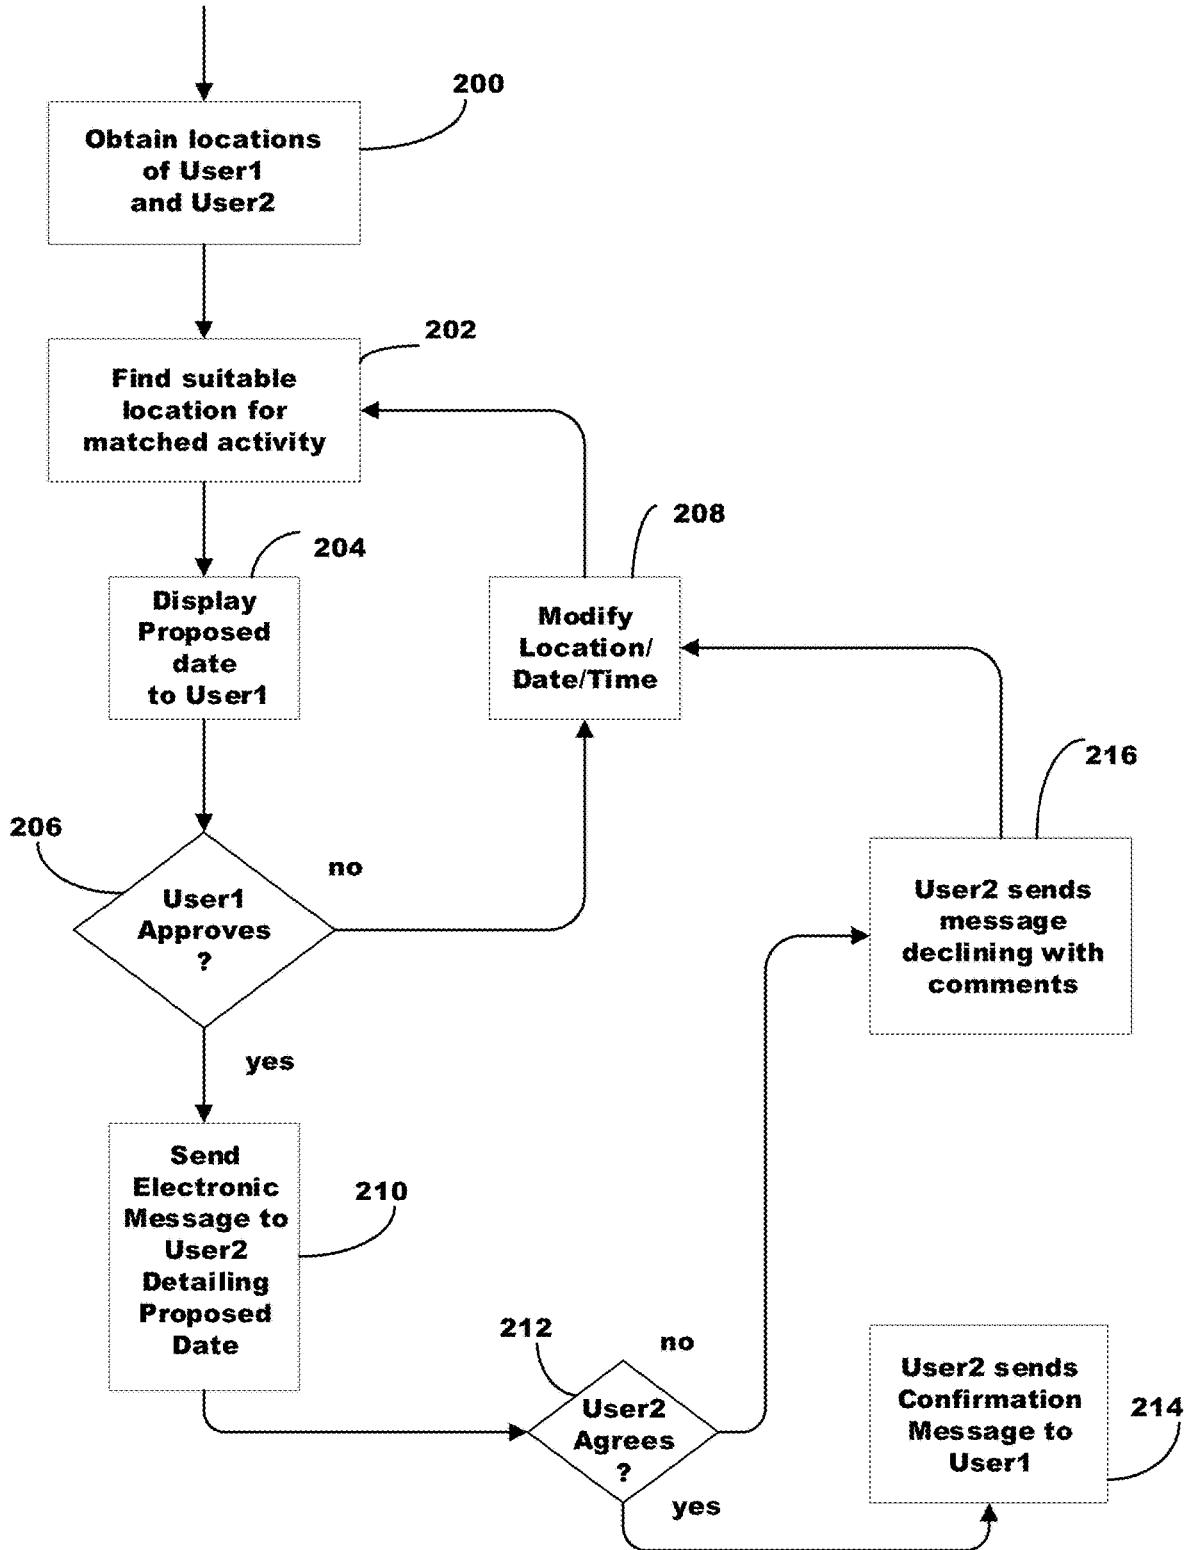 200
Obtain locations
of User1
and User2
202
Find suitable
location for
matched activity
204
Display
Proposed
date
to User1
208
Modify
Location/
Date/Time
206
User1
Approves
?
no
yes
216
User2 sends
message
declining with
comments
210
Send
Electronic
Message to
User2
Detailing
Proposed
Date
212
User2
Agrees
?
no
yes
214
User2 sends
Confirmation
Message to
User1